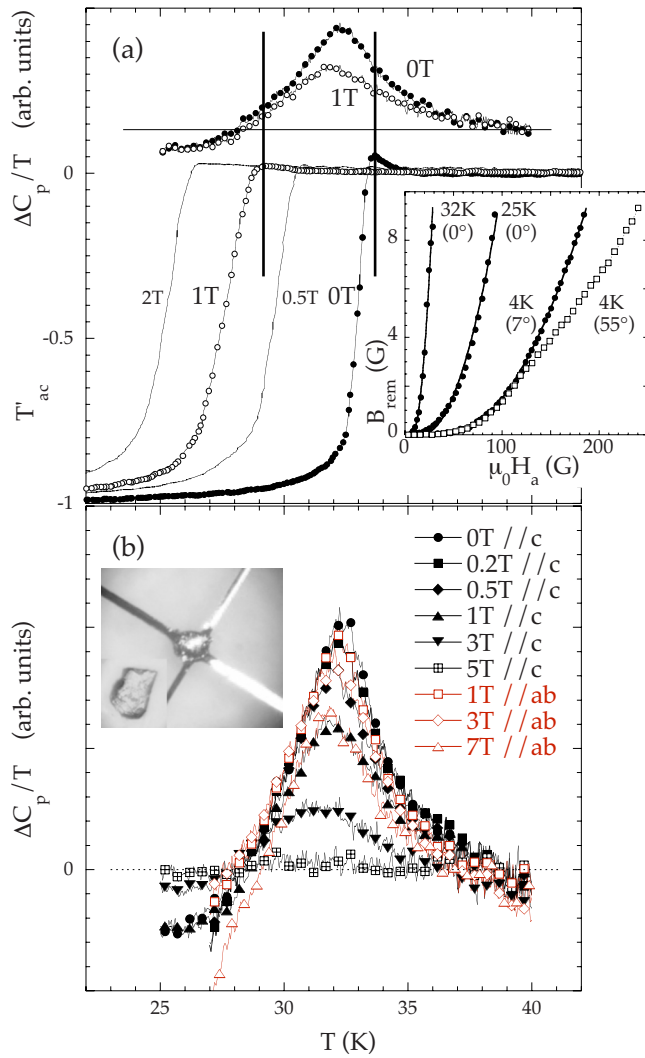 (a)
ΔC_p/T (arb. units)
0T
1T
0
2T
1T
0.5T
0T
-0.5
T'_ac
-1
32K
(0°)
25K
(0°)
4K
(7°)
4K
(55°)
8
4
0
B_rem (G)
0 100 200
μ₀H_a (G)
(b)
0T //c
0.2T //c
0.5T //c
1T //c
3T //c
5T //c
1T //ab
3T //ab
7T //ab
ΔC_p/T (arb. units)
0
25 30 35 40
T (K)